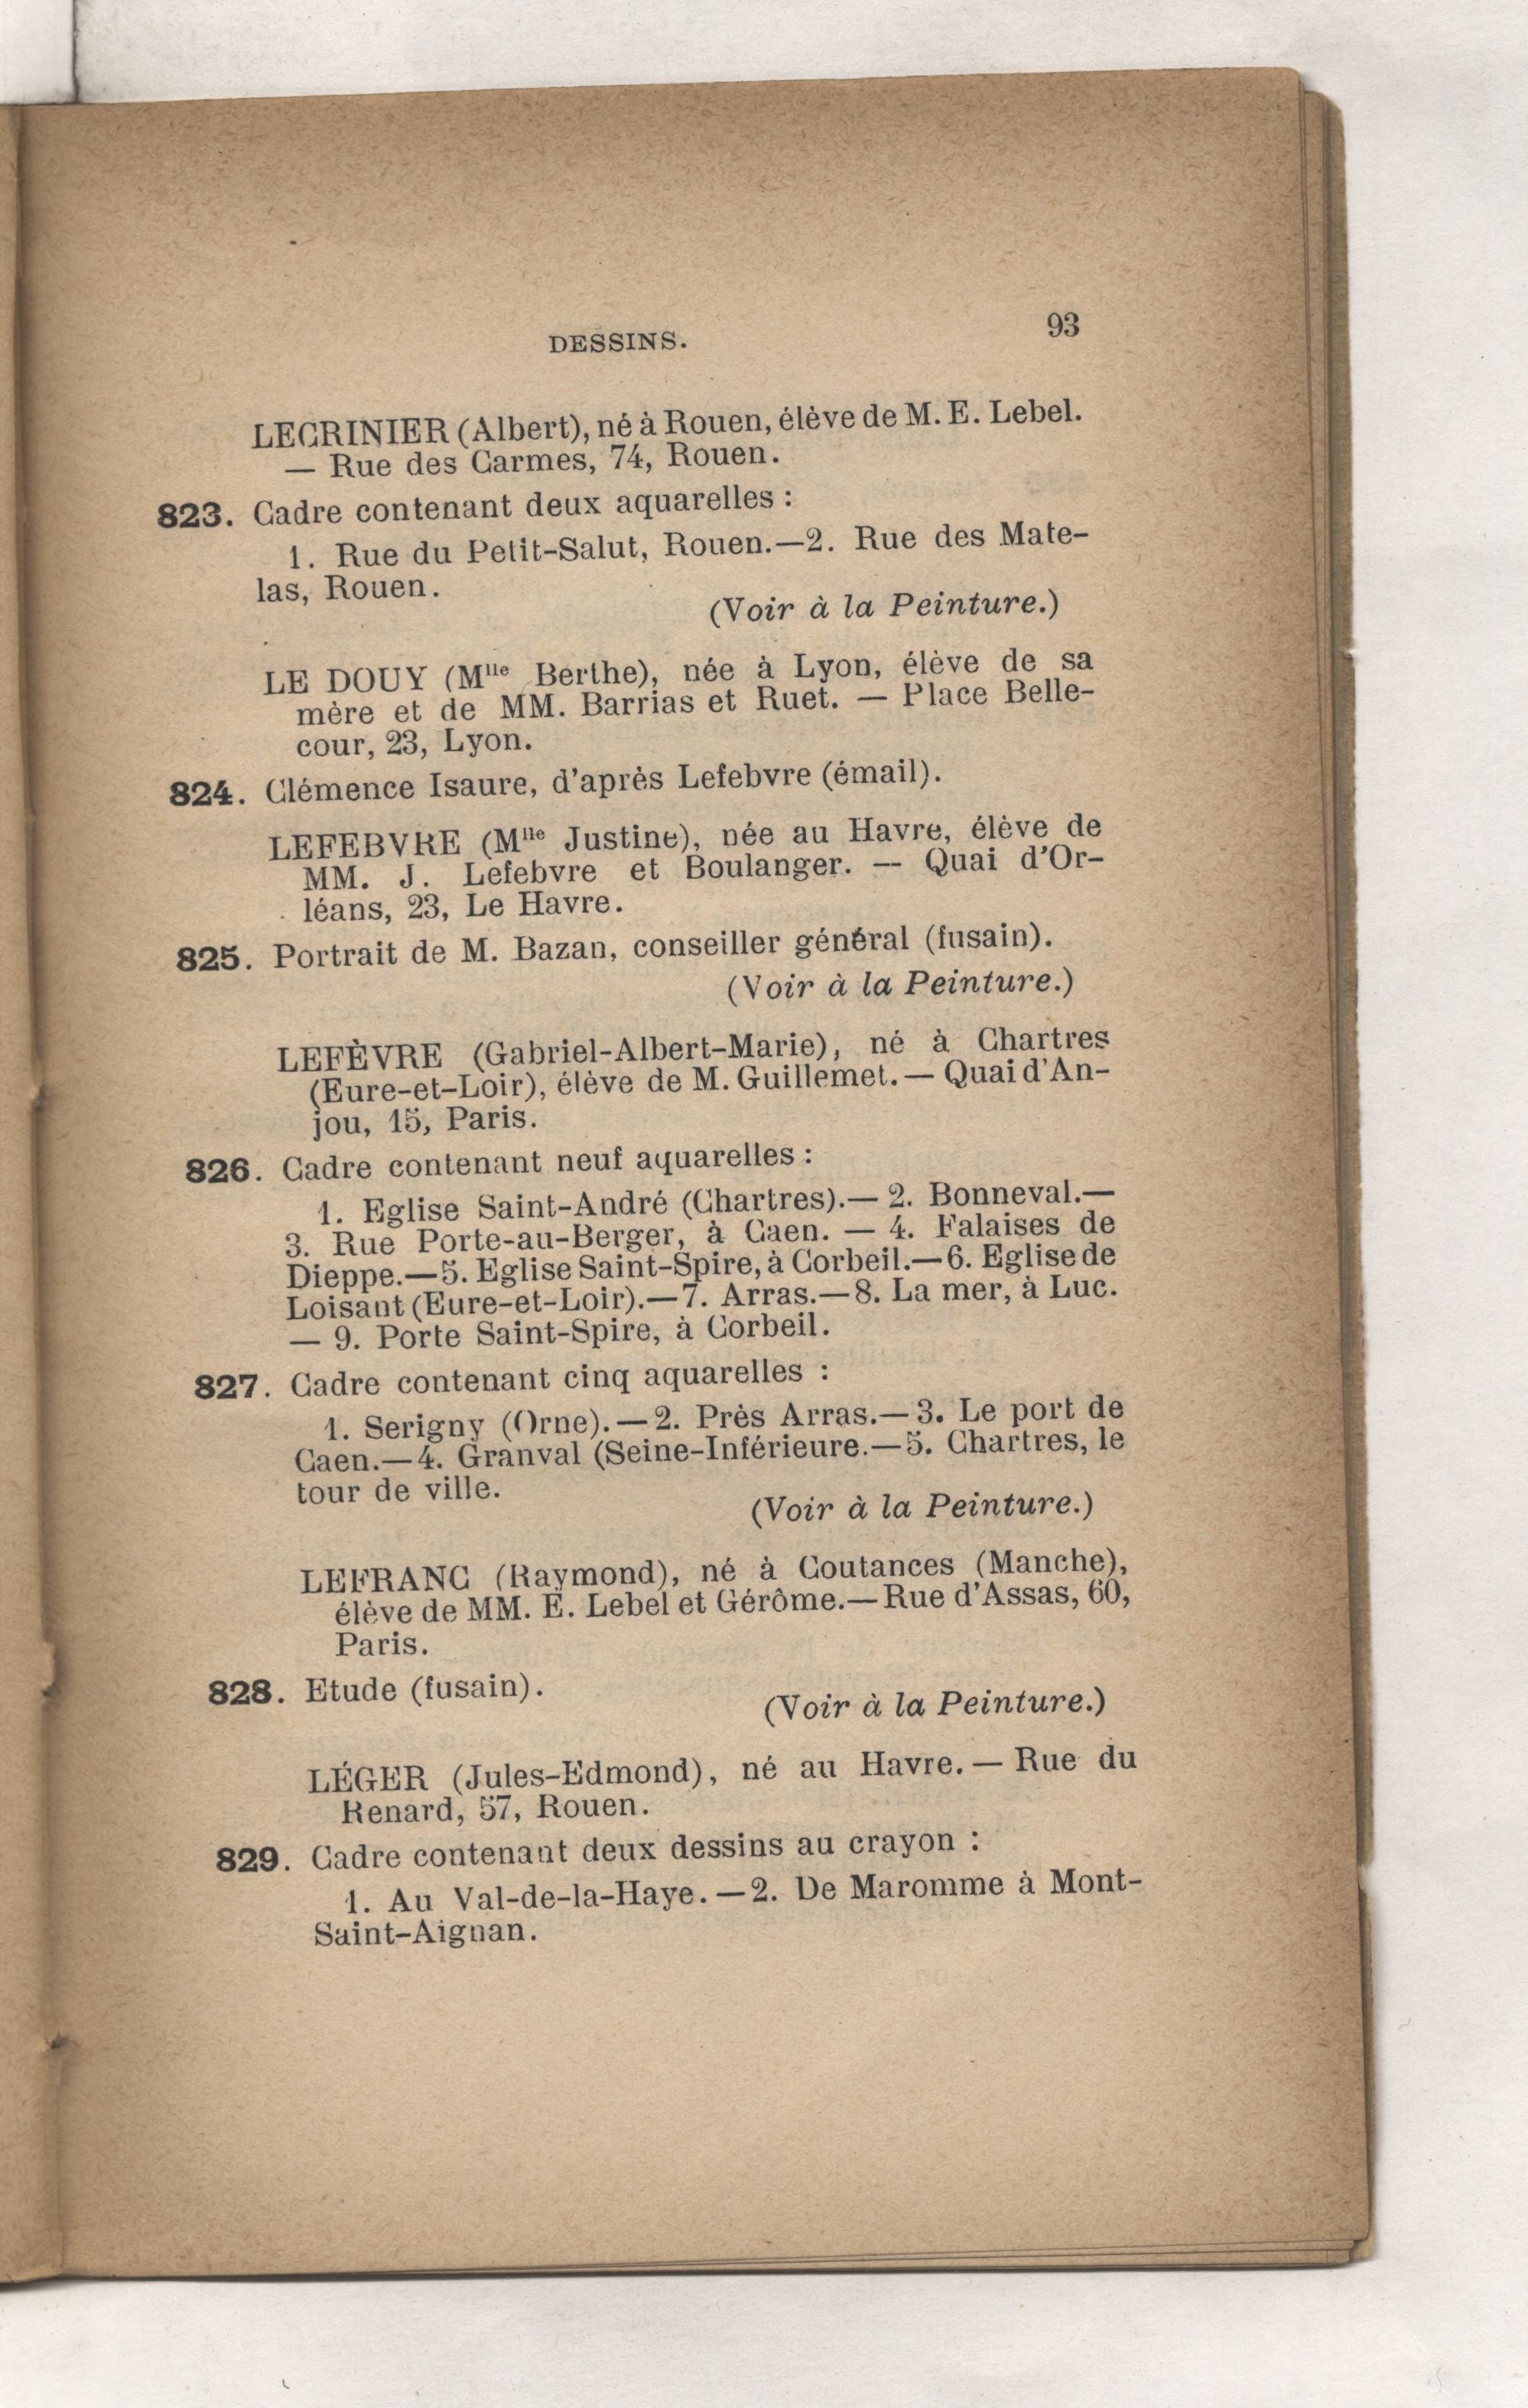 DESSINS.
93
LECRINIER (Albert), né à Rouen, élève de M. E. Lebel.
— Rue des Carmes, 74, Rouen.
823. Cadre contenant deux aquarelles :
1. Rue du Petit-Salut, Rouen.—2. Rue des Mate-
las, Rouen.
(Voir à la Peinture.)
LE DOUY (Mlle Berthe), née à Lyon, élève de sa
mère et de MM. Barrias et Ruet. — Place Belle-
cour, 23, Lyon.
824. Clémence Isaure, d'après Lefebvre (émail).
LEFEBVRE (Mlle Justine), née au Havre, élève de
MM. J. Lefebvre et Boulanger. — Quai d'Or-
léans, 23, Le Havre.
825. Portrait de M. Bazan, conseiller général (fusain).
(Voir à la Peinture.)
LEFÈVRE (Gabriel-Albert-Marie), né à Chartres
(Eure-et-Loir), élève de M. Guillemet. — Quai d'An-
jou, 15, Paris.
826. Cadre contenant neuf aquarelles :
1. Eglise Saint-André (Chartres).— 2. Bonneval.—
3. Rue Porte-au-Berger, à Caen. — 4. Falaises de
Dieppe.—5. Eglise Saint-Spire, à Corbeil.—6. Eglise de
Loisant (Eure-et-Loir).—7. Arras.—8. La mer, à Luc.
— 9. Porte Saint-Spire, à Corbeil.
827. Cadre contenant cinq aquarelles :
1. Serigny (Orne).—2. Près Arras.—3. Le port de
Caen.—4. Granval (Seine-Inférieure.—5. Chartres, le
tour de ville.
(Voir à la Peinture.)
LEFRANC (Raymond), né à Coutances (Manche),
élève de MM. E. Lebel et Gérôme.—Rue d'Assas, 60,
Paris.
828. Etude (fusain).
(Voir à la Peinture.)
LÉGER (Jules-Edmond), né au Havre. — Rue du
Renard, 57, Rouen.
829. Cadre contenant deux dessins au crayon :
1. Au Val-de-la-Haye. —2. De Maromme à Mont-
Saint-Aignan.